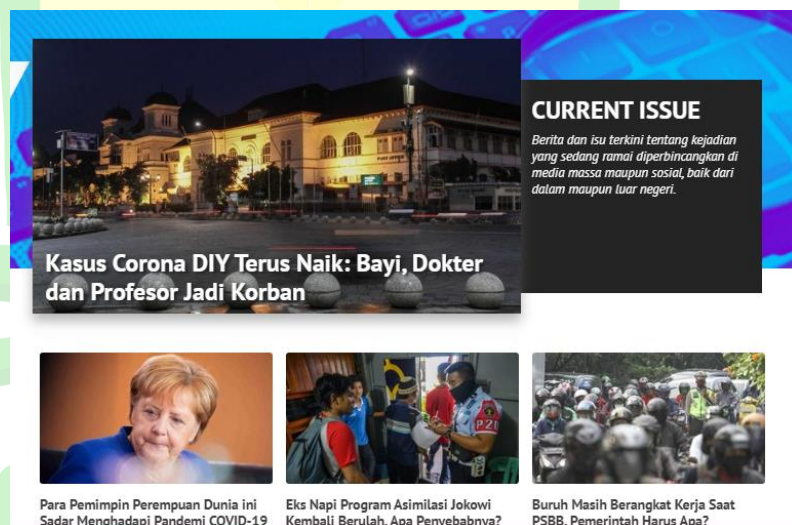 Kasus Corona DIY Terus Naik: Bayi, Dokter
dan Profesor Jadi Korban
CURRENT ISSUE
Berita dan isu terkini tentang kejadian
yang sedang ramai diperbincangkan di
media massa maupun sosial, baik dari
dalam maupun luar negeri.
Para Pemimpin Perempuan Dunia ini
Sadar Menghadapi Pandemi COVID-19
Eks Napi Program Asimilasi Jokowi
Kembali Berulah, Apa Penyebabnya?
Buruh Masih Berangkat Kerja Saat
PSBB, Pemerintah Harus Apa?